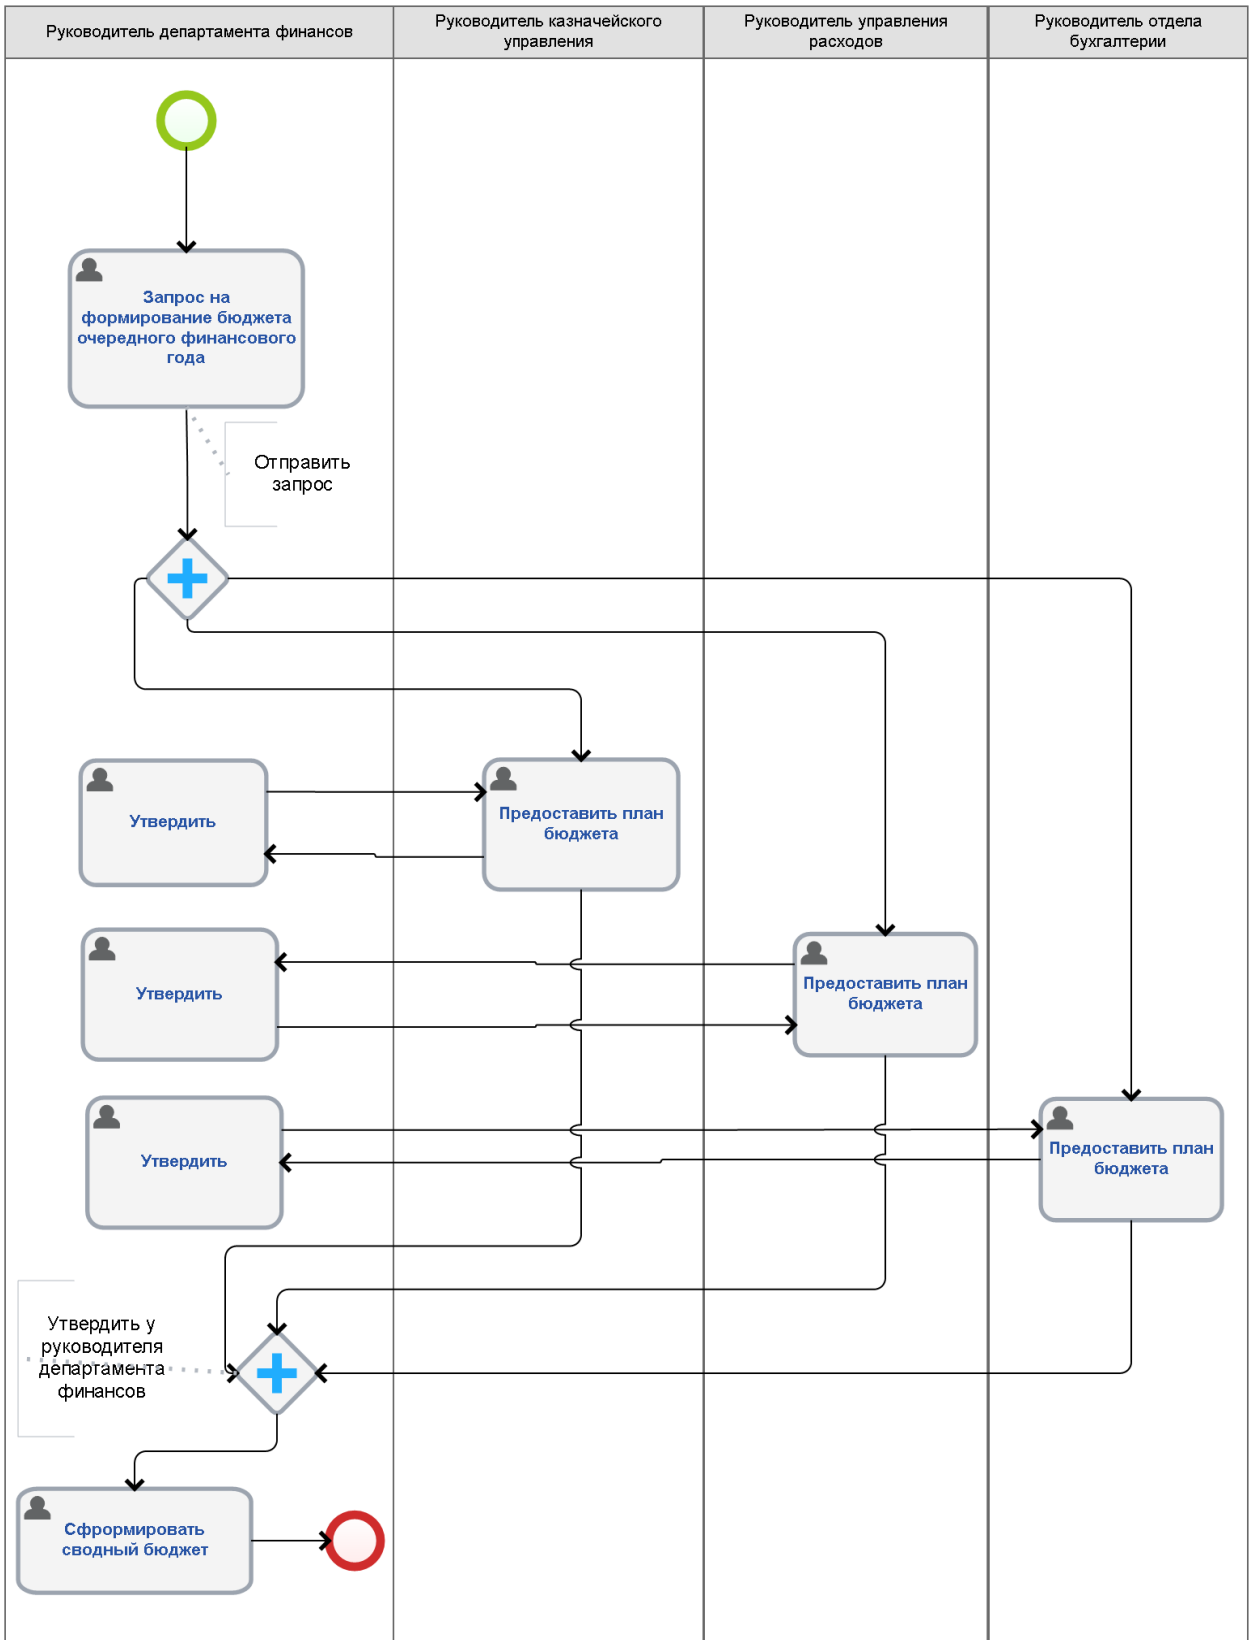 Руководитель департамента финансов
Руководитель казначейского
управления
Руководитель управления
расходов
Руководитель отдела
бухгалтерии
Запрос на
формирование бюджета
очередного финансового
года
Отправить
запрос
Утвердить
Предоставить план
бюджета
Утвердить
Предоставить план
бюджета
Утвердить
Предоставить план
бюджета
Утвердить у
руководителя
департамента
финансов
Сфрормировать
сводный бюджет